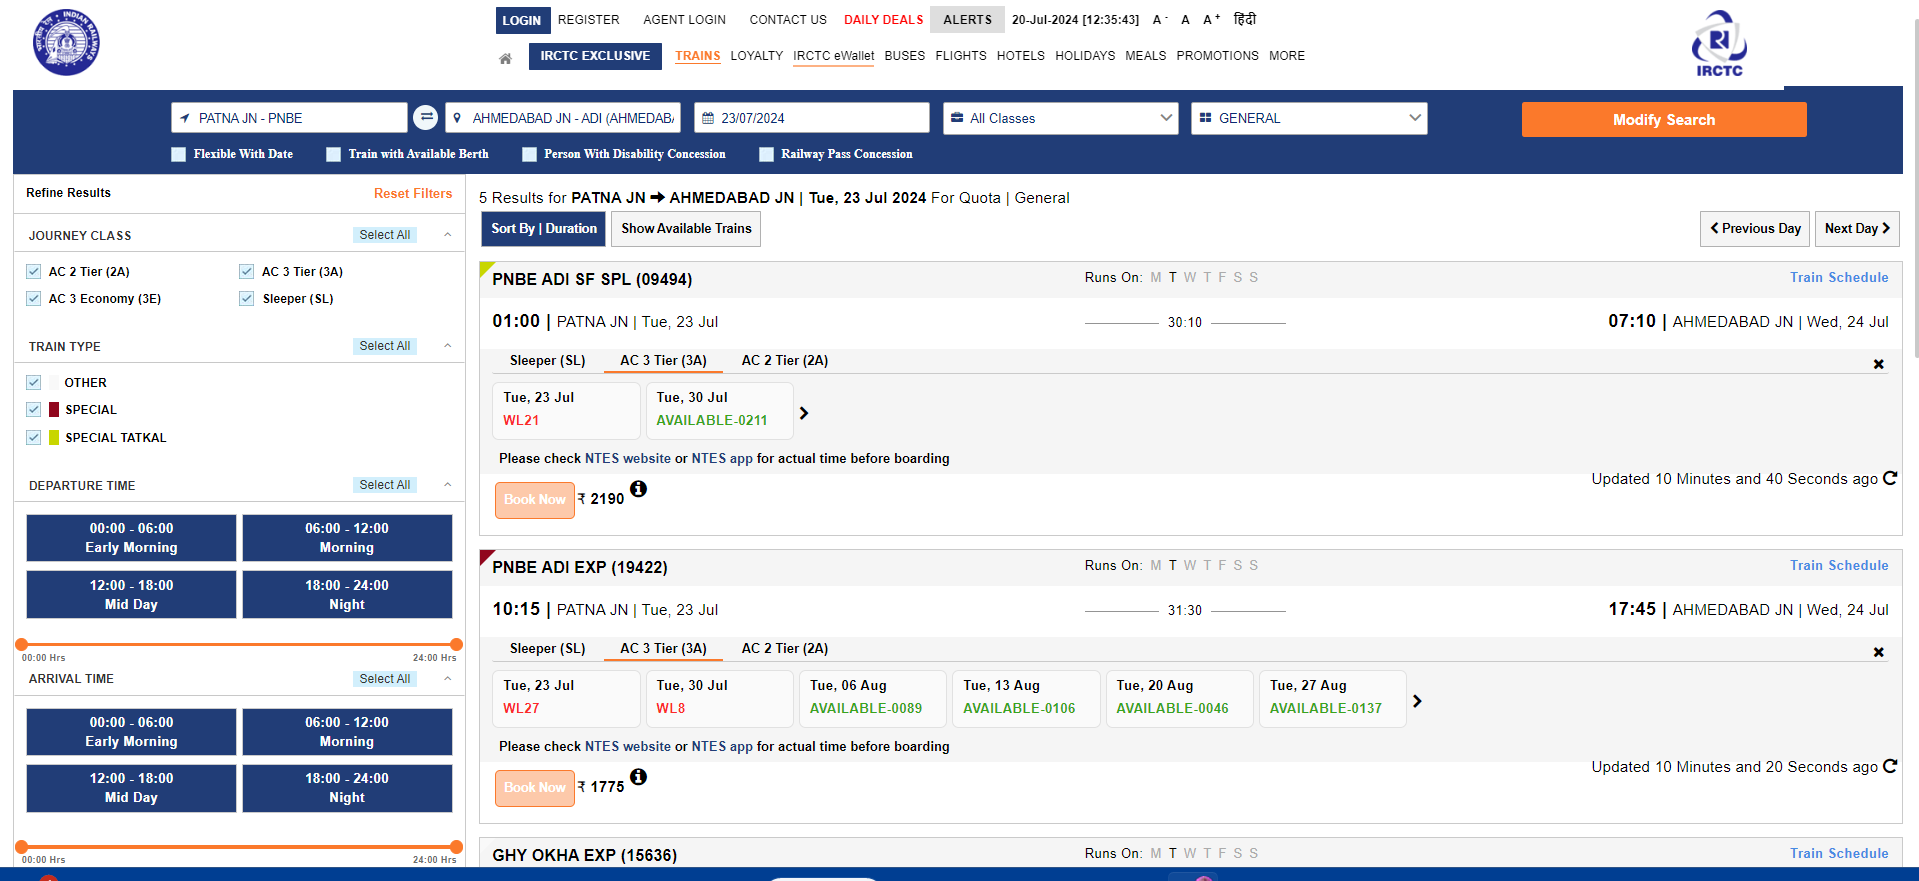 LOGIN REGISTER AGENT LOGIN CONTACT US DAILY DEALS ALERTS 20-Jul-2024 [12:35:43] A - A A + हिंदी
INDIAN RAILWAYS
IRCTC EXCLUSIVE TRAINS LOYALTY IRCTC eWallet BUSES FLIGHTS HOTELS HOLIDAYS MEALS PROMOTIONS MORE
IRCTC
PATNA JN - PNBE AHMEDABAD JN - ADI (AHMEDABA 23/07/2024 All Classes GENERAL Modify Search
Flexible With Date Train with Available Berth Person With Disability Concession Railway Pass Concession
Refine Results Reset Filters
JOURNEY CLASS Select All
AC 2 Tier (2A) AC 3 Tier (3A)
AC 3 Economy (3E) Sleeper (SL)
TRAIN TYPE Select All
OTHER
SPECIAL
SPECIAL TATKAL
DEPARTURE TIME Select All
00:00 - 06:00 06:00 - 12:00
Early Morning Morning
12:00 - 18:00 18:00 - 24:00
Mid Day Night
00:00 Hrs 24:00 Hrs
ARRIVAL TIME Select All
00:00 - 06:00 06:00 - 12:00
Early Morning Morning
12:00 - 18:00 18:00 - 24:00
Mid Day Night
00:00 Hrs 24:00 Hrs
5 Results for PATNA JN ➔ AHMEDABAD JN | Tue, 23 Jul 2024 For Quota | General
Sort By | Duration Show Available Trains Previous Day Next Day
PNBE ADI SF SPL (09494) Runs On: M T W T F S S Train Schedule
01:00 | PATNA JN | Tue, 23 Jul 30:10 07:10 | AHMEDABAD JN | Wed, 24 Jul
Sleeper (SL) AC 3 Tier (3A) AC 2 Tier (2A)
Tue, 23 Jul Tue, 30 Jul
WL21 AVAILABLE-0211
Please check NTES website or NTES app for actual time before boarding
Updated 10 Minutes and 40 Seconds ago
Book Now ₹ 2190
PNBE ADI EXP (19422) Runs On: M T W T F S S Train Schedule
10:15 | PATNA JN | Tue, 23 Jul 31:30 17:45 | AHMEDABAD JN | Wed, 24 Jul
Sleeper (SL) AC 3 Tier (3A) AC 2 Tier (2A)
Tue, 23 Jul Tue, 30 Jul Tue, 06 Aug Tue, 13 Aug Tue, 20 Aug Tue, 27 Aug
WL27 WL8 AVAILABLE-0089 AVAILABLE-0106 AVAILABLE-0046 AVAILABLE-0137
Please check NTES website or NTES app for actual time before boarding
Updated 10 Minutes and 20 Seconds ago
Book Now ₹ 1775
GHY OKHA EXP (15636) Runs On: M T W T F S S Train Schedule